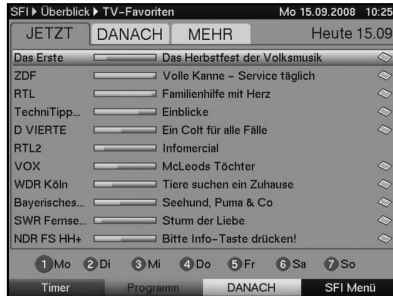 SFI ▸ Überblick ▸ TV-Favoriten Mo 15.09.2008 10:25
JETZT DANACH MEHR Heute 15.09
Das Erste Das Herbstfest der Volksmusik
ZDF Volle Kanne - Service täglich
RTL Familienhilfe mit Herz
TechniTipp... Einblicke
D VIERTE Ein Colt für alle Fälle
RTL2 Infomercial
VOX McLeods Töchter
WDR Köln Tiere suchen ein Zuhause
Bayerisches... Seehund, Puma & Co
SWR Fernse... Sturm der Liebe
NDR FS HH+ Bitte Info-Taste drücken!
1 Mo 2 Di 3 Mi 4 Do 5 Fr 6 Sa 7 So
Timer Programm DANACH SFI Menü